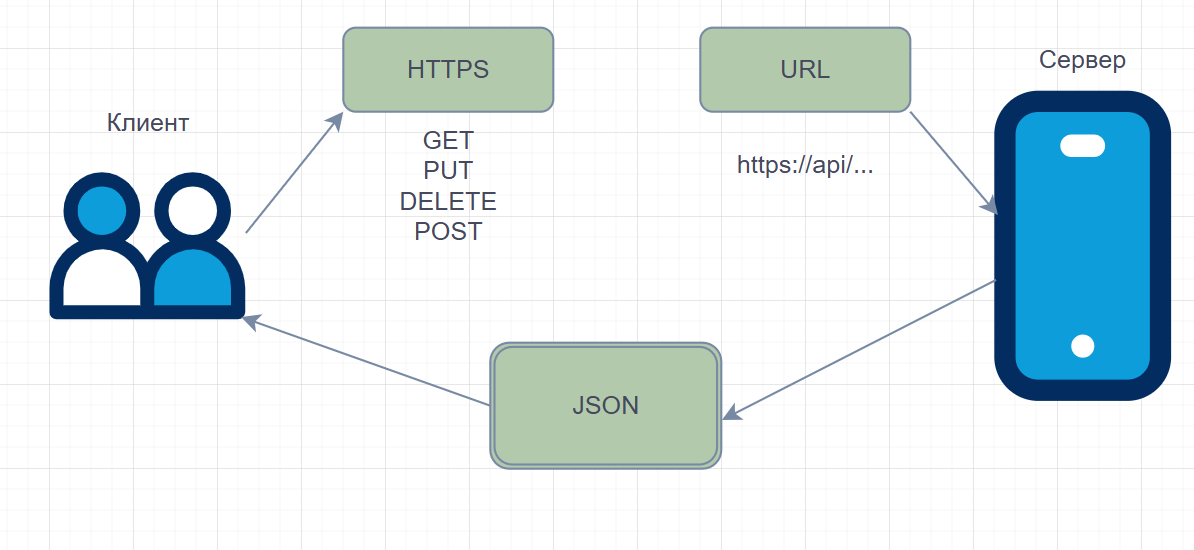 HTTPS
URL
Сервер
Клиент
GET
PUT
DELETE
POST
https://api/...
JSON